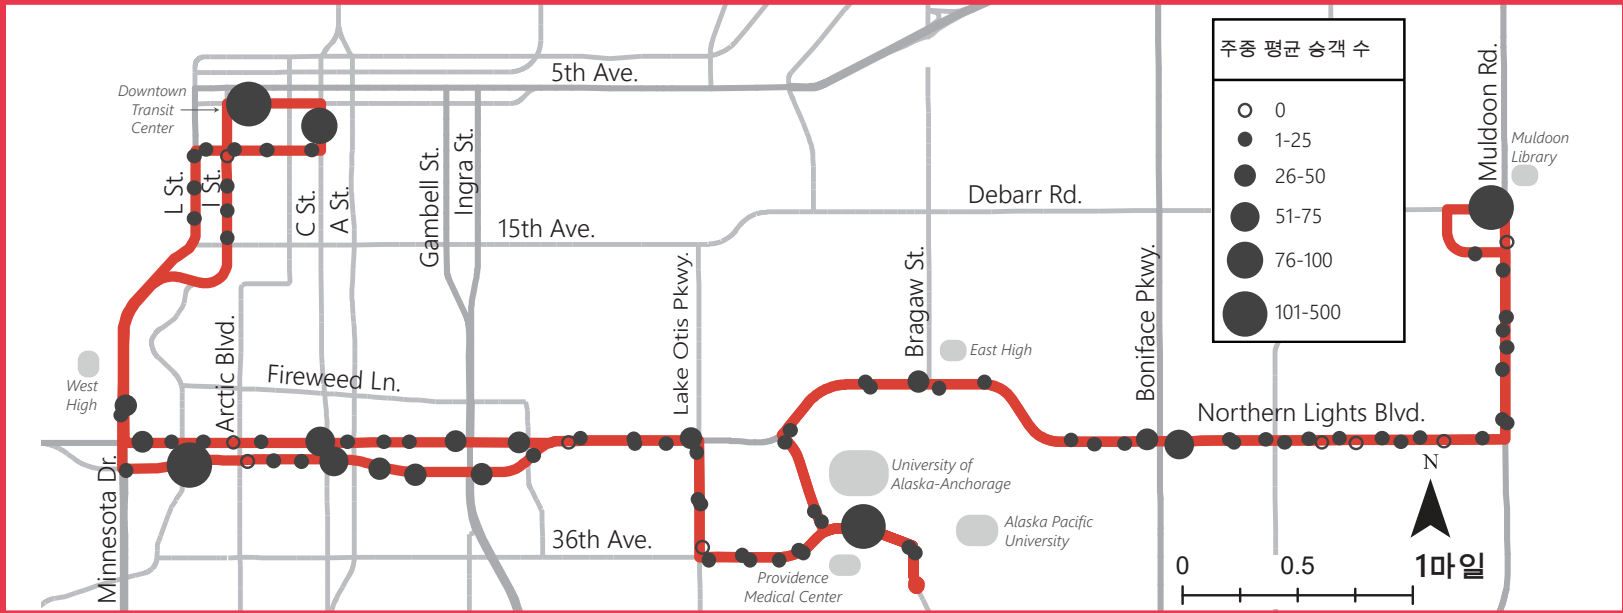 주중 평균 승객 수
0
1-25
26-50
51-75
76-100
101-500
5th Ave.
Downtown
Transit
Center
L St.
I St.
C St.
A St.
Gambell St.
Ingra St.
15th Ave.
Debarr Rd.
Muldoon Rd.
Muldoon
Library
Lake Otis Pkwy.
Bragaw St.
Boniface Pkwy.
East High
West
High
Arctic Blvd.
Fireweed Ln.
Northern Lights Blvd.
Minnesota Dr.
36th Ave.
University of
Alaska-Anchorage
Alaska Pacific
University
Providence
Medical Center
N
0
0.5
1마일